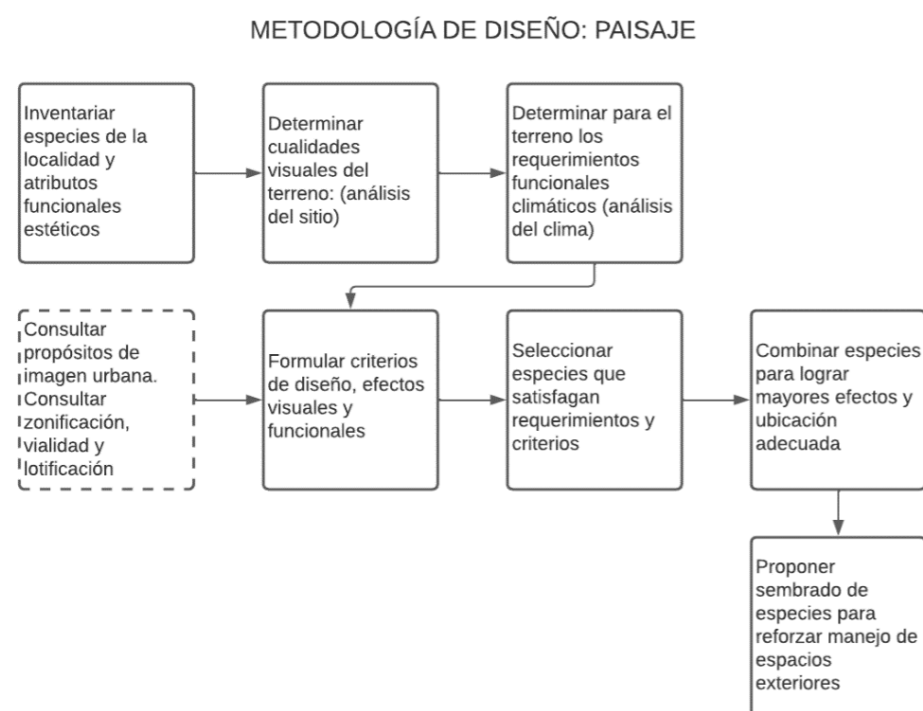 METODOLOGÍA DE DISEÑO: PAISAJE
Inventariar
especies de la
localidad y
atributos
funcionales
estéticos
Determinar
cualidades
visuales del
terreno: (análisis
del sitio)
Determinar para el
terreno los
requerimientos
funcionales
climáticos (análisis
del clima)
Consultar
propósitos de
imagen urbana.
Consultar
zonificación,
vialidad y
lotificación
Formular criterios
de diseño, efectos
visuales y
funcionales
Seleccionar
especies que
satisfagan
requerimientos y
criterios
Combinar especies
para lograr
mayores efectos y
ubicación
adecuada
Proponer
sembrado de
especies para
reforzar manejo de
espacios
exteriores